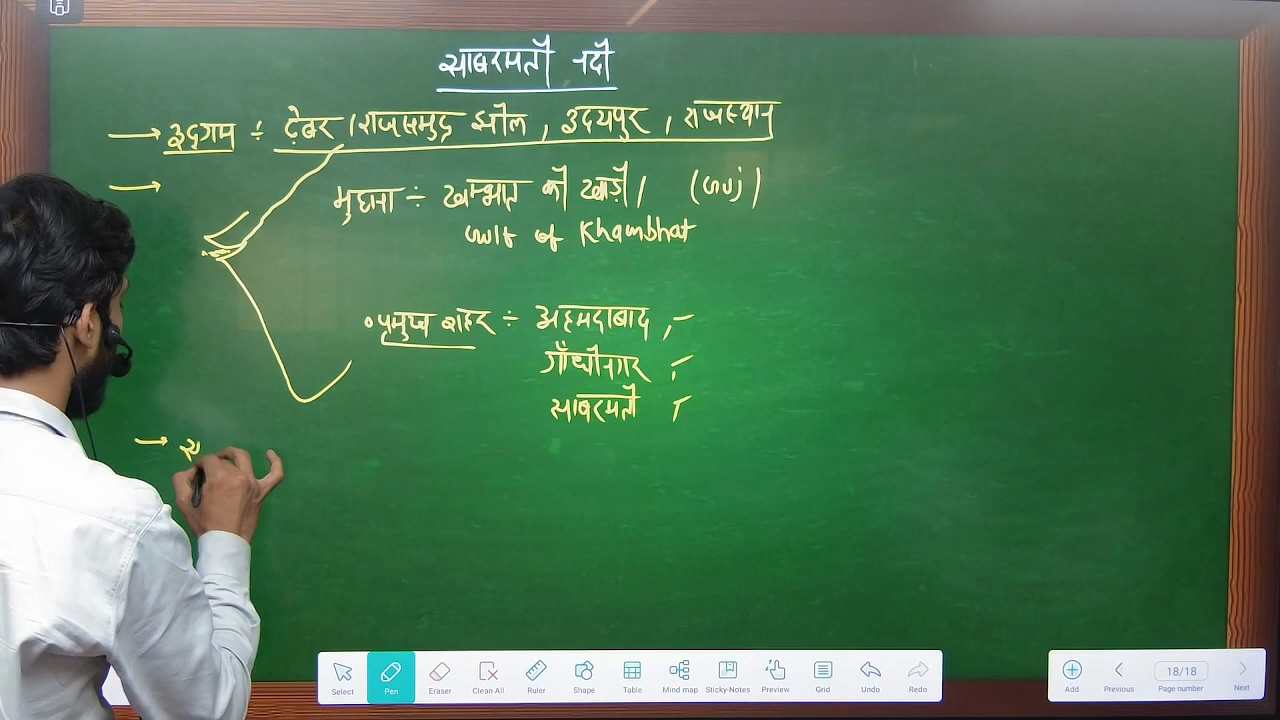 साबरमती नदी
→ उद्गम ÷ ढ़ेबर / राजसमुद्र झील, उदयपुर, राजस्थान
→ मुहाना ÷ खम्भात की खाड़ी / (Guj)
Gulf of Khambhat
• प्रमुख शहर ÷ अहमदाबाद,
गाँधीनगर,
साबरमती
→ स
Select Pen Eraser Clean All Ruler Shape Table Mind map Sticky-Notes Preview Grid Undo Redo
Add Previous 18/18 Page number Next